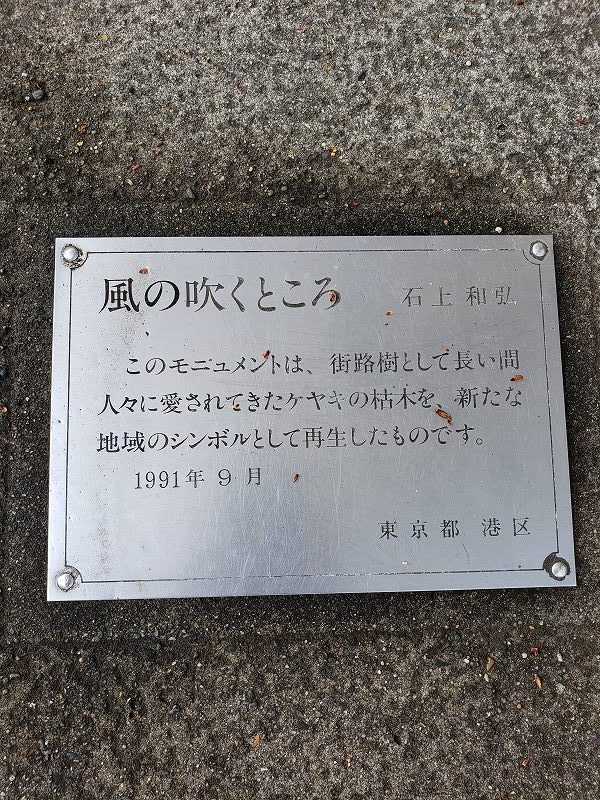 風の吹くところ 石上 和弘
このモニュメントは、街路樹として長い間
人々に愛されてきたケヤキの枯木を、新たな
地域のシンボルとして再生したものです。
1991年 9 月
東京都 港区